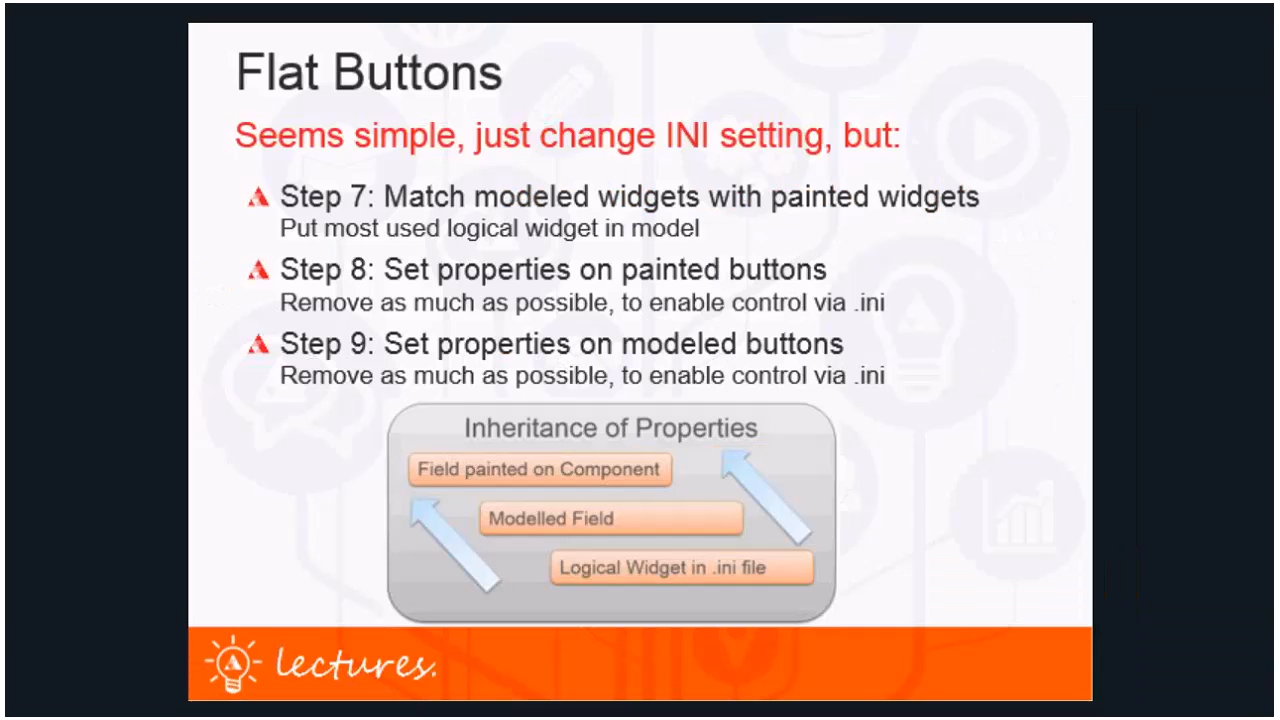 Flat Buttons
Seems simple, just change INI setting, but:
Step 7: Match modeled widgets with painted widgets
Put most used logical widget in model
Step 8: Set properties on painted buttons
Remove as much as possible, to enable control via .ini
Step 9: Set properties on modeled buttons
Remove as much as possible, to enable control via .ini
Inheritance of Properties
Field painted on Component
Modelled Field
Logical Widget in .ini file
lectures.